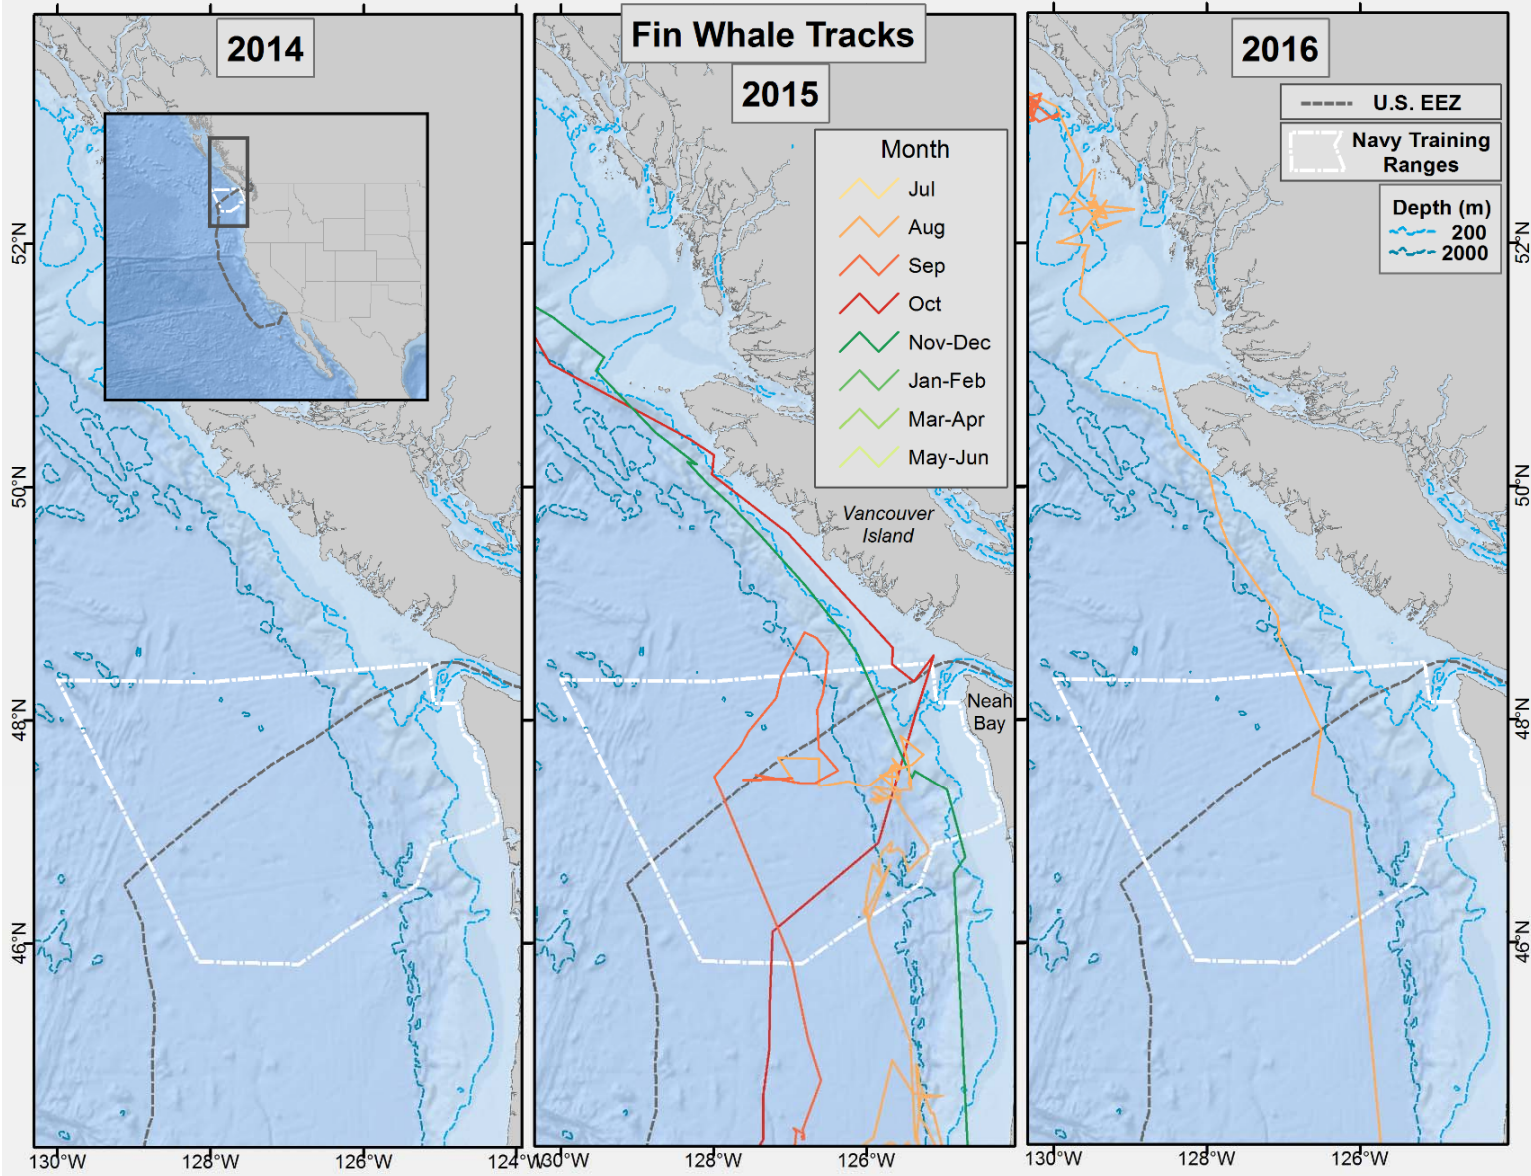 Fin Whale Tracks
2014
2015
2016
Month
Jul
Aug
Sep
Oct
Nov-Dec
Jan-Feb
Mar-Apr
May-Jun
U.S. EEZ
Navy Training
Ranges
Depth (m)
200
2000
Vancouver
Island
Neah
Bay
52°N
50°N
48°N
46°N
52°N
50°N
48°N
46°N
130°W
128°W
126°W
124°W
130°W
128°W
126°W
130°W
128°W
126°W